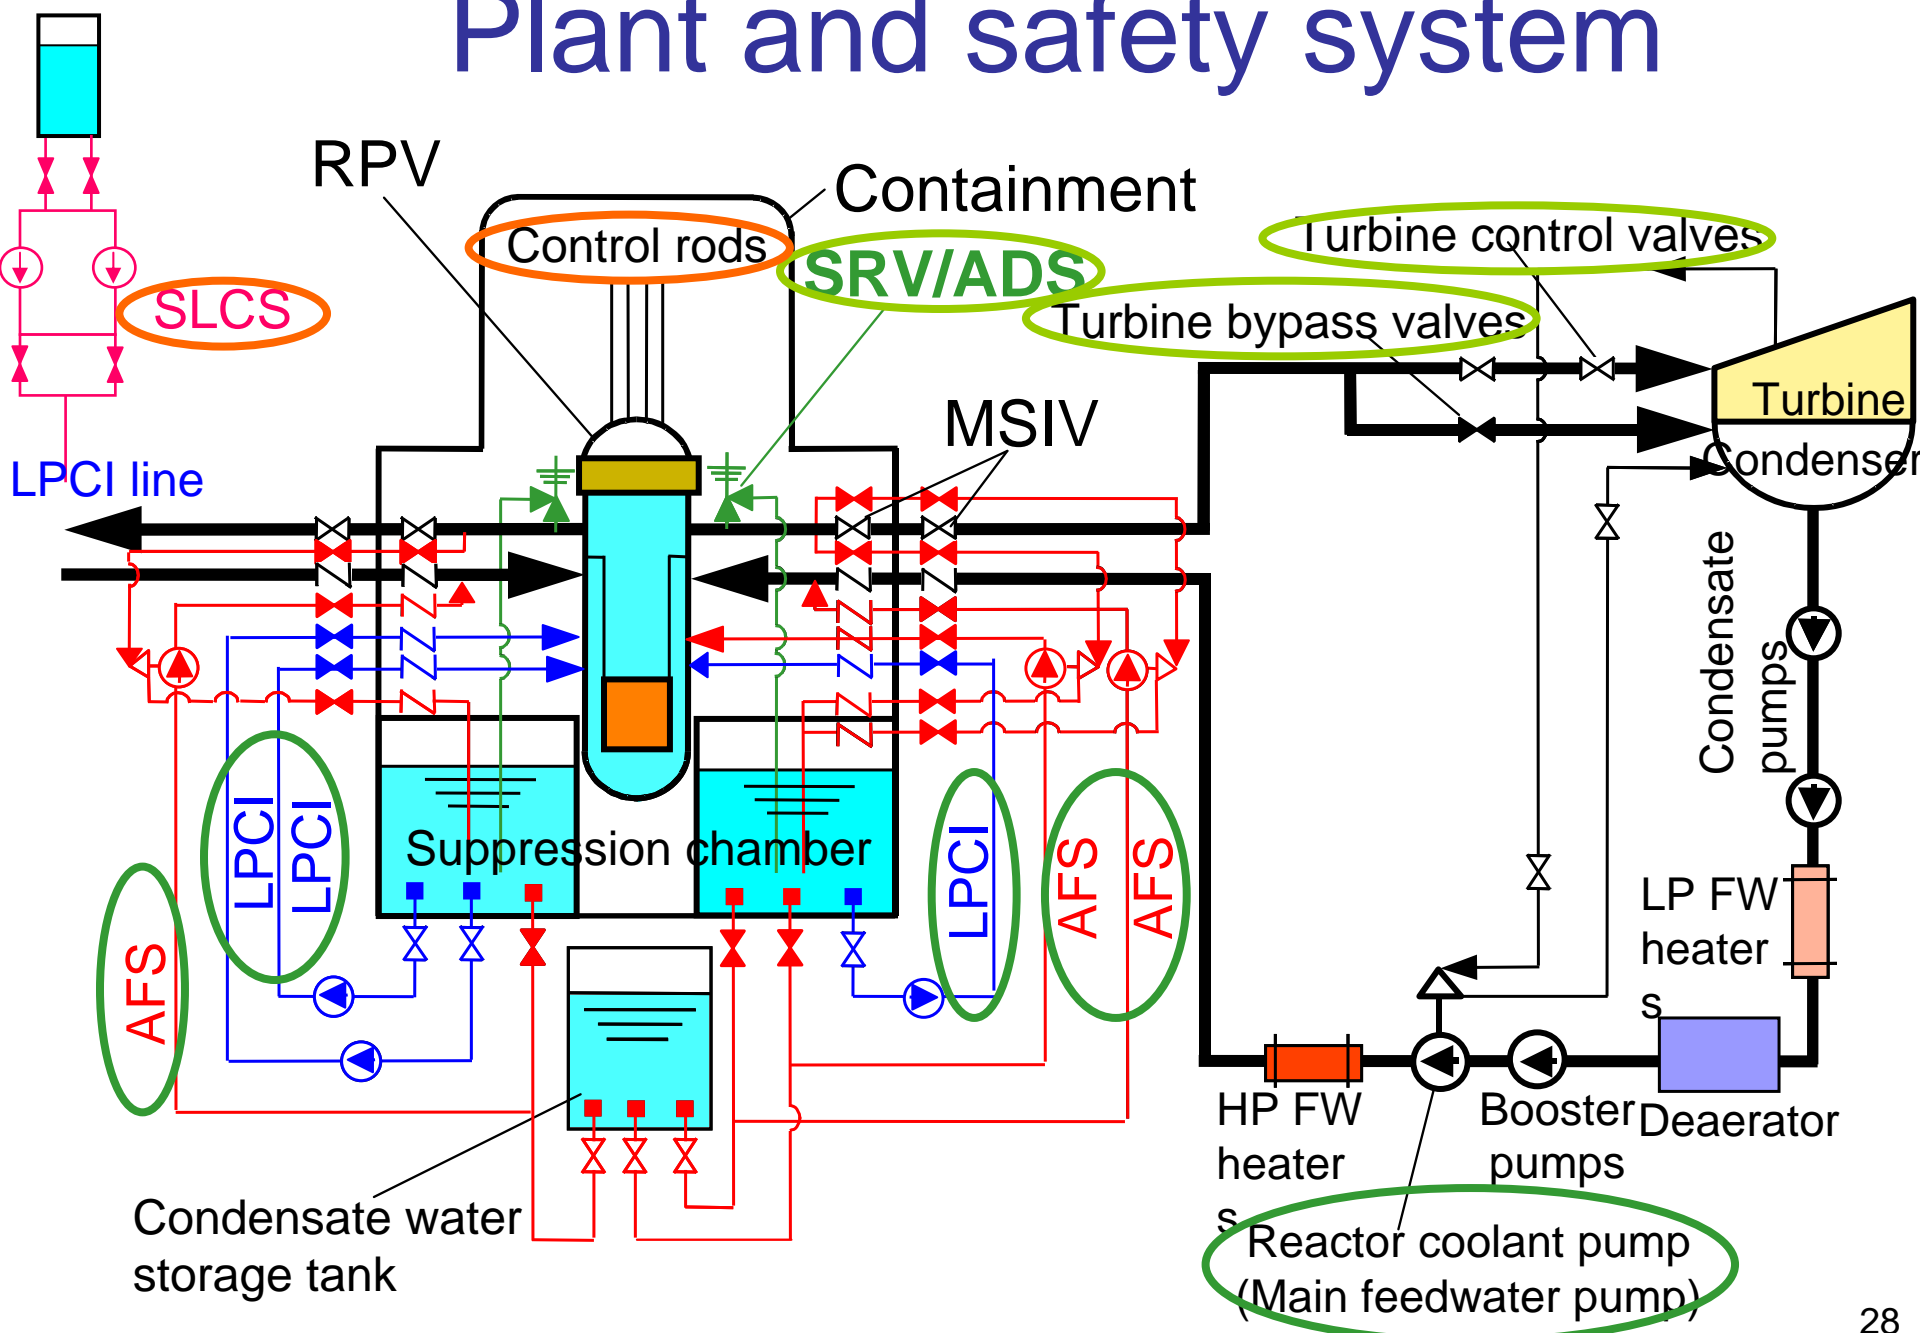 Plant and safety system
RPV
Containment
Control rods
SRV/ADS
Turbine control valves
SLCS
Turbine bypass valves
Turbine
MSIV
Condenser
LPCI line
Condensate
pumps
Suppression chamber
LPCI
LPCI
LPCI
AFS
AFS
AFS
LP FW
heater
s
HP FW
heater
s
Booster
pumps
Deaerator
Condensate water
storage tank
Reactor coolant pump
(Main feedwater pump)
28